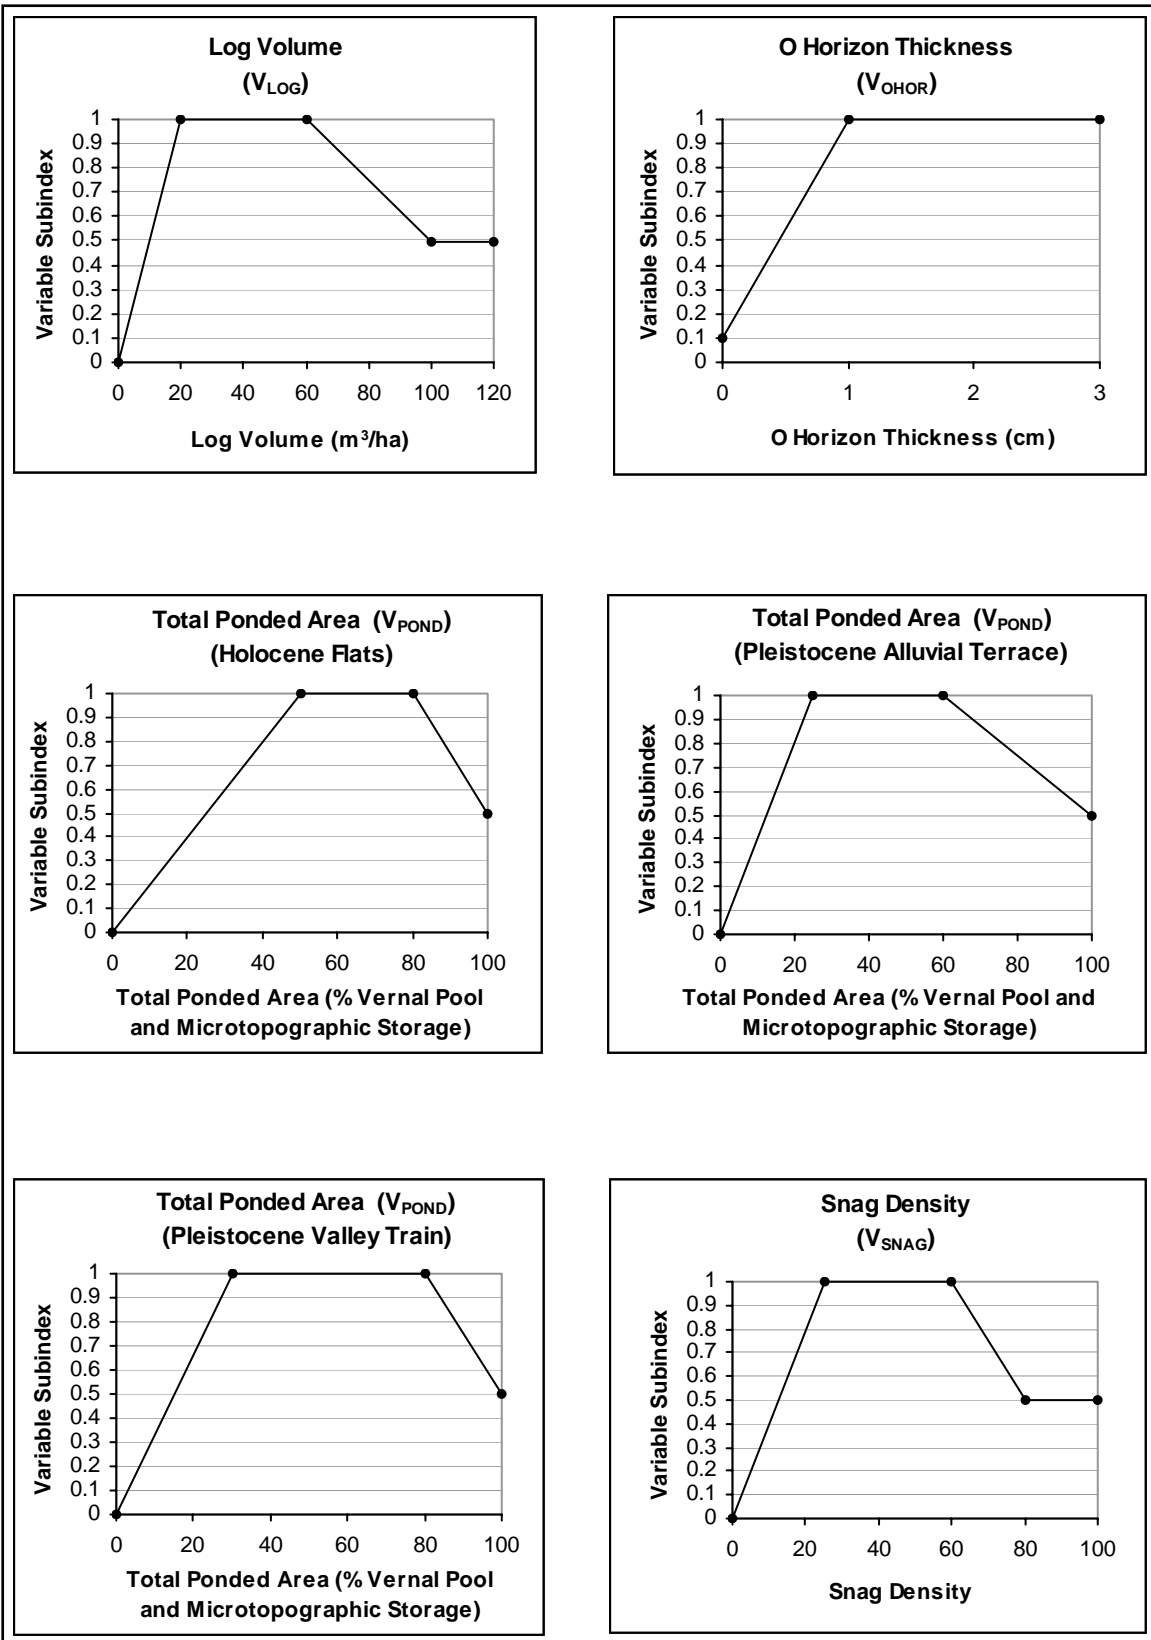 Log Volume
(V_LOG)
Variable Subindex
1
0.9
0.8
0.7
0.6
0.5
0.4
0.3
0.2
0.1
0
0 20 40 60 80 100 120
Log Volume (m³/ha)
O Horizon Thickness
(V_OHOR)
Variable Subindex
1
0.9
0.8
0.7
0.6
0.5
0.4
0.3
0.2
0.1
0
0 1 2 3
O Horizon Thickness (cm)
Total Ponded Area (V_POND)
(Holocene Flats)
Variable Subindex
1
0.9
0.8
0.7
0.6
0.5
0.4
0.3
0.2
0.1
0
0 20 40 60 80 100
Total Ponded Area (% Vernal Pool
and Microtopographic Storage)
Total Ponded Area (V_POND)
(Pleistocene Alluvial Terrace)
Variable Subindex
1
0.9
0.8
0.7
0.6
0.5
0.4
0.3
0.2
0.1
0
0 20 40 60 80 100
Total Ponded Area (% Vernal Pool and
Microtopographic Storage)
Total Ponded Area (V_POND)
(Pleistocene Valley Train)
Variable Subindex
1
0.9
0.8
0.7
0.6
0.5
0.4
0.3
0.2
0.1
0
0 20 40 60 80 100
Total Ponded Area (% Vernal Pool
and Microtopographic Storage)
Snag Density
(V_SNAG)
Variable Subindex
1
0.9
0.8
0.7
0.6
0.5
0.4
0.3
0.2
0.1
0
0 20 40 60 80 100
Snag Density